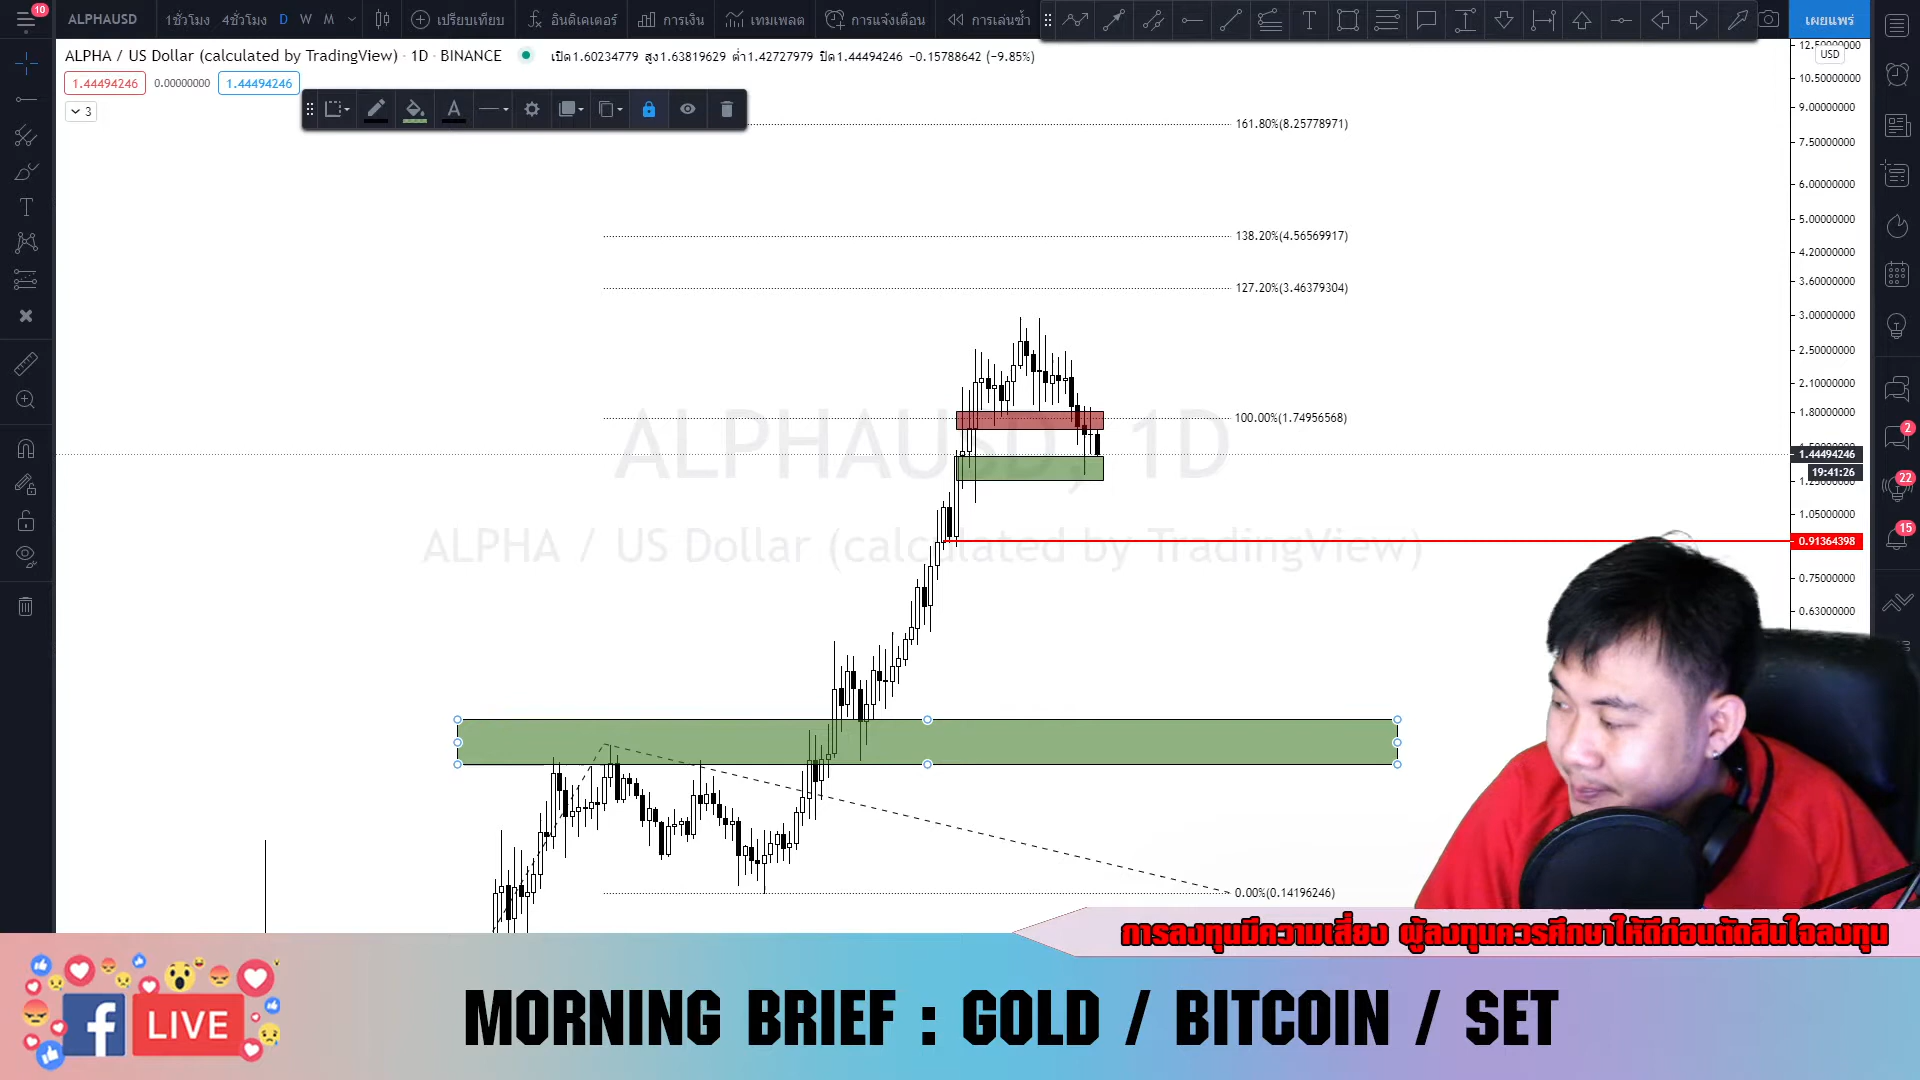 10
ALPHAUSD
1ชั่วโมง 4ชั่วโมง D W M
เปรียบเทียบ
อินดิเคเตอร์
การเงิน
เทมเพลต
การแจ้งเตือน
การเล่นซ้ำ
เผยแพร่
ALPHA / US Dollar (calculated by TradingView) · 1D · BINANCE
เปิด1.60234779 สูง1.63819629 ต่ำ1.42727979 ปิด1.44494246 −0.15788642 (−9.85%)
1.44494246 0.00000000 1.44494246
3
161.80%(8.25778971)
138.20%(4.56569917)
127.20%(3.46379304)
100.00%(1.74956568)
0.00%(0.14196246)
ALPHAUSD, 1D
ALPHA / US Dollar (calculated by TradingView)
12.50000000
USD
10.50000000
9.00000000
7.50000000
6.00000000
5.00000000
4.20000000
3.60000000
3.00000000
2.50000000
2.10000000
1.80000000
1.44494246
19:41:26
1.05000000
0.91364398
0.75000000
0.63000000
2
22
15
การลงทุนมีความเสี่ยง ผู้ลงทุนควรศึกษาให้ดีก่อนตัดสินใจลงทุน
f LIVE
MORNING BRIEF : GOLD / BITCOIN / SET